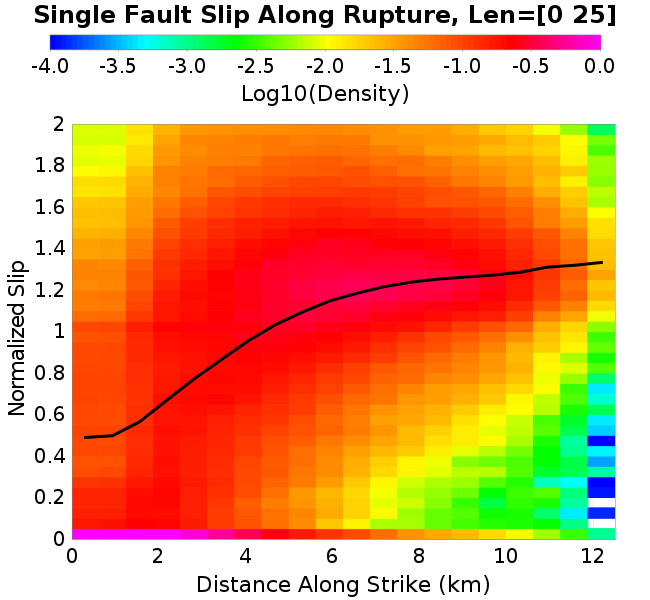 Single Fault Slip Along Rupture, Len=[0 25]
-4.0 -3.5 -3.0 -2.5 -2.0 -1.5 -1.0 -0.5 0.0
Log10(Density)
2
1.8
1.6
1.4
1.2
1
0.8
0.6
0.4
0.2
0
Normalized Slip
0 2 4 6 8 10 12
Distance Along Strike (km)